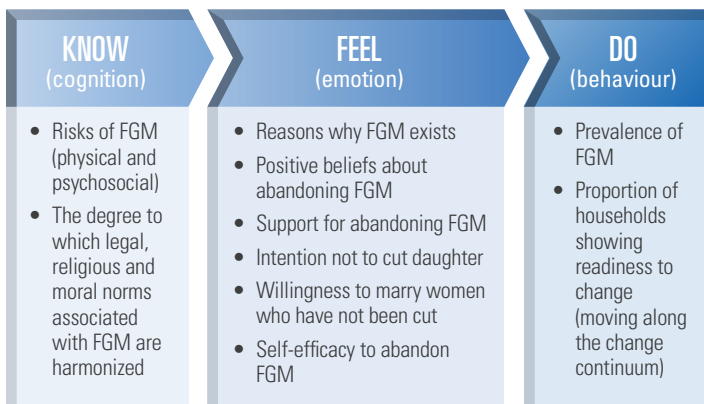 KNOW
(cognition)
• Risks of FGM
(physical and
psychosocial)
• The degree to
which legal,
religious and
moral norms
associated
with FGM are
harmonized
FEEL
(emotion)
• Reasons why FGM exists
• Positive beliefs about
abandoning FGM
• Support for abandoning FGM
• Intention not to cut daughter
• Willingness to marry women
who have not been cut
• Self-efficacy to abandon
FGM
DO
(behaviour)
• Prevalence of
FGM
• Proportion of
households
showing
readiness to
change
(moving along
the change
continuum)